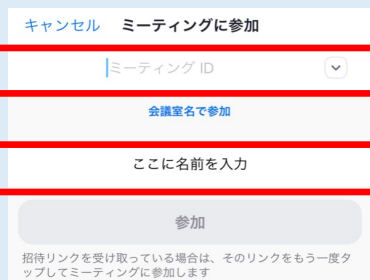 キャンセル ミーティングに参加
ミーティング ID
会議室名で参加
ここに名前を入力
参加
招待リンクを受け取っている場合は、そのリンクをもう一度タ
ップしてミーティングに参加します